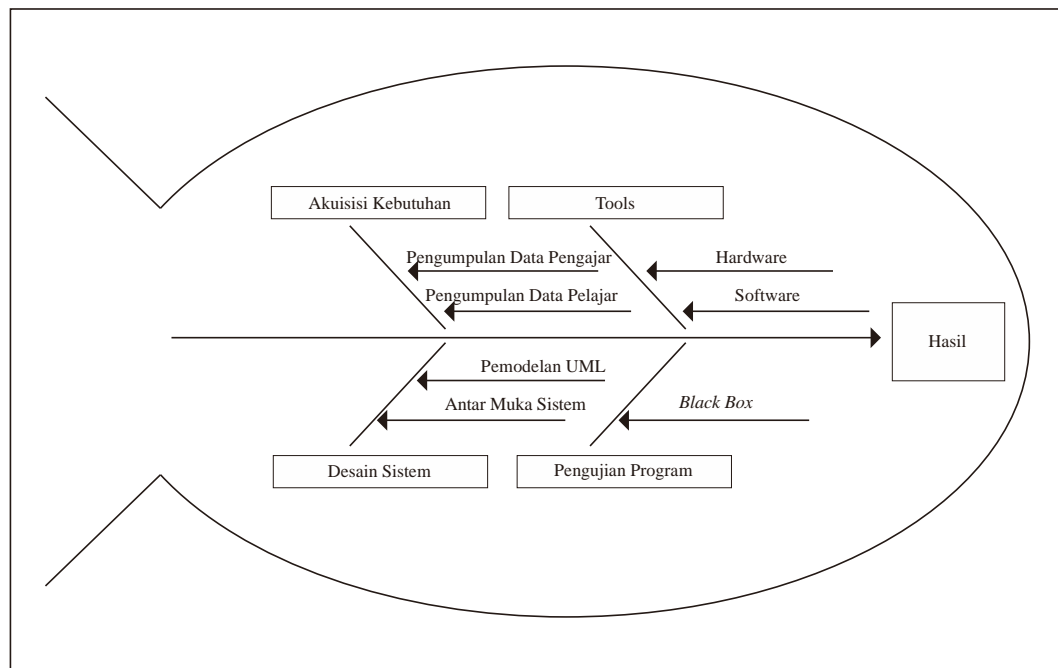 Akuisisi Kebutuhan
Tools
Pengumpulan Data Pengajar
Hardware
Pengumpulan Data Pelajar
Software
Hasil
Pemodelan UML
Antar Muka Sistem
Black Box
Desain Sistem
Pengujian Program